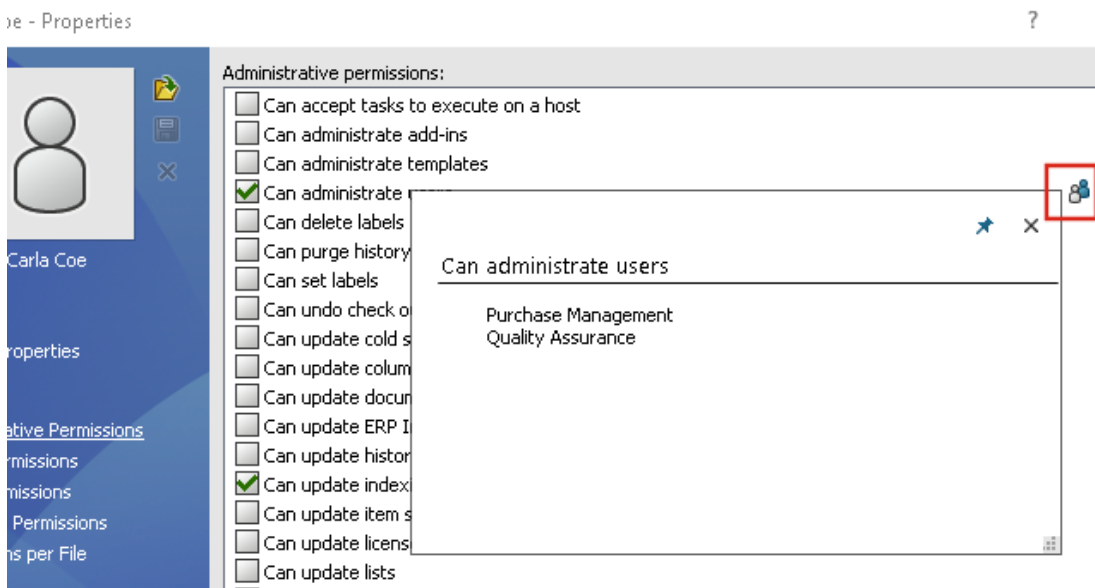 oe - Properties
?
Administrative permissions:
Can accept tasks to execute on a host
Can administrate add-ins
Can administrate templates
Can administrate
Can delete labels
Can purge history
Can set labels
Can undo check o
Can update cold s
Can update colum
Can update docun
Can update ERP I
Can update histor
Can update indexi
Can update item s
Can update licens
Can update lists
Can administrate users
Purchase Management
Quality Assurance
Carla Coe
roperties
ative Permissions
rmissions
missions
Permissions
ns per File